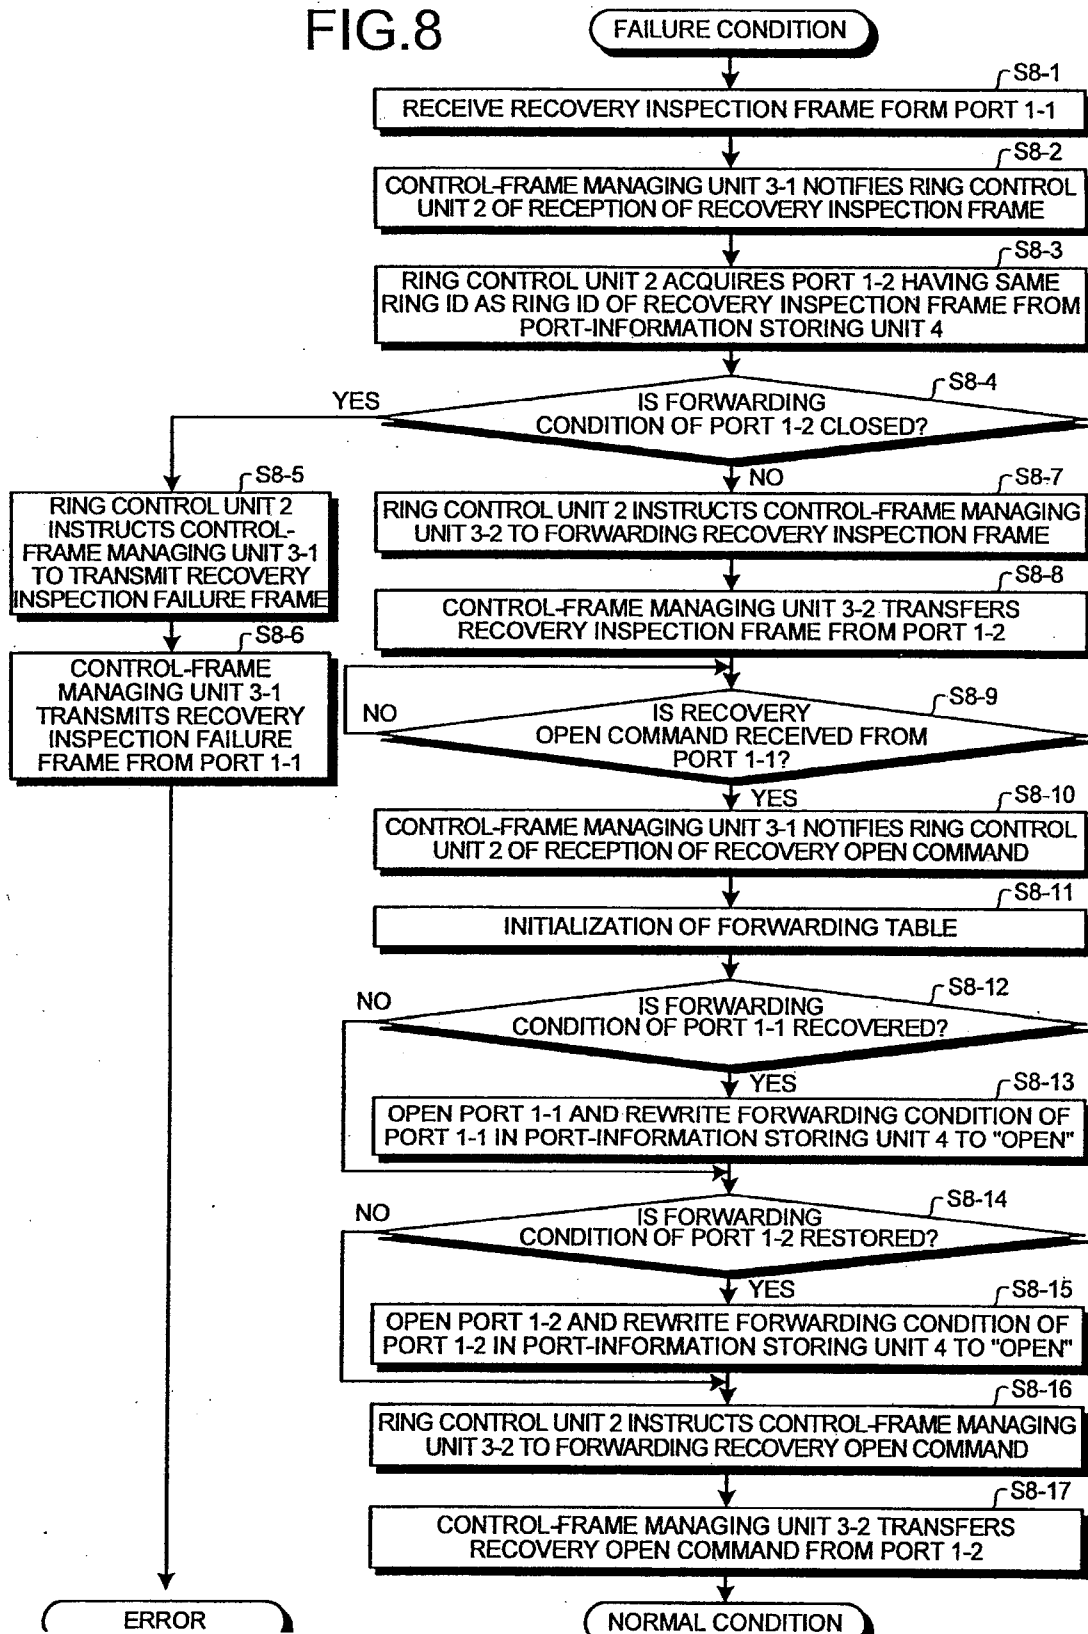 FIG.8
FAILURE CONDITION
S8-1
RECEIVE RECOVERY INSPECTION FRAME FORM PORT 1-1
S8-2
CONTROL-FRAME MANAGING UNIT 3-1 NOTIFIES RING CONTROL
UNIT 2 OF RECEPTION OF RECOVERY INSPECTION FRAME
S8-3
RING CONTROL UNIT 2 ACQUIRES PORT 1-2 HAVING SAME
RING ID AS RING ID OF RECOVERY INSPECTION FRAME FROM
PORT-INFORMATION STORING UNIT 4
S8-4
YES
IS FORWARDING
CONDITION OF PORT 1-2 CLOSED?
NO
S8-5
RING CONTROL UNIT 2
INSTRUCTS CONTROL-
FRAME MANAGING UNIT 3-1
TO TRANSMIT RECOVERY
INSPECTION FAILURE FRAME
S8-6
CONTROL-FRAME
MANAGING UNIT 3-1
TRANSMITS RECOVERY
INSPECTION FAILURE
FRAME FROM PORT 1-1
S8-7
RING CONTROL UNIT 2 INSTRUCTS CONTROL-FRAME MANAGING
UNIT 3-2 TO FORWARDING RECOVERY INSPECTION FRAME
S8-8
CONTROL-FRAME MANAGING UNIT 3-2 TRANSFERS
RECOVERY INSPECTION FRAME FROM PORT 1-2
S8-9
NO
IS RECOVERY
OPEN COMMAND RECEIVED FROM
PORT 1-1?
YES
S8-10
CONTROL-FRAME MANAGING UNIT 3-1 NOTIFIES RING CONTROL
UNIT 2 OF RECEPTION OF RECOVERY OPEN COMMAND
S8-11
INITIALIZATION OF FORWARDING TABLE
S8-12
NO
IS FORWARDING
CONDITION OF PORT 1-1 RECOVERED?
YES
S8-13
OPEN PORT 1-1 AND REWRITE FORWARDING CONDITION OF
PORT 1-1 IN PORT-INFORMATION STORING UNIT 4 TO "OPEN"
S8-14
NO
IS FORWARDING
CONDITION OF PORT 1-2 RESTORED?
YES
S8-15
OPEN PORT 1-2 AND REWRITE FORWARDING CONDITION OF
PORT 1-2 IN PORT-INFORMATION STORING UNIT 4 TO "OPEN"
S8-16
RING CONTROL UNIT 2 INSTRUCTS CONTROL-FRAME MANAGING
UNIT 3-2 TO FORWARDING RECOVERY OPEN COMMAND
S8-17
CONTROL-FRAME MANAGING UNIT 3-2 TRANSFERS
RECOVERY OPEN COMMAND FROM PORT 1-2
ERROR
NORMAL CONDITION